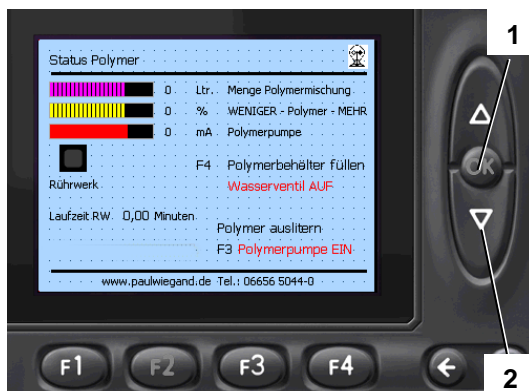 1
Status Polymer
0 Ltr. Menge Polymermischung
0 % WENIGER - Polymer - MEHR
0 mA Polymerpumpe
OK
F4 Polymerbehälter füllen
Rührwerk
Wasserventil AUF
Laufzeit RW 0,00 Minuten
Polymer auslitern
F3 Polymerpumpe EIN
www.paulwiegand.de Tel.: 06656 5044-0
F1 F2 F3 F4
2